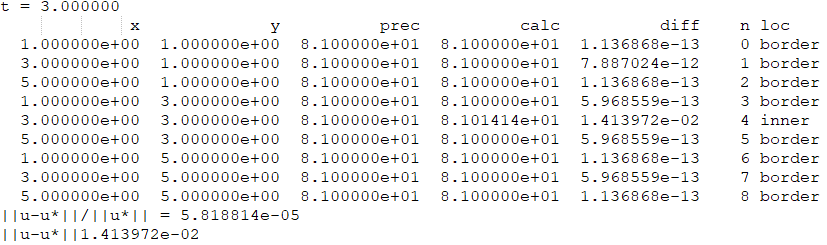 t = 3.000000
x y prec calc diff n loc
1.000000e+00 1.000000e+00 8.100000e+01 8.100000e+01 1.136868e-13 0 border
3.000000e+00 1.000000e+00 8.100000e+01 8.100000e+01 7.887024e-12 1 border
5.000000e+00 1.000000e+00 8.100000e+01 8.100000e+01 1.136868e-13 2 border
1.000000e+00 3.000000e+00 8.100000e+01 8.100000e+01 5.968559e-13 3 border
3.000000e+00 3.000000e+00 8.100000e+01 8.101414e+01 1.413972e-02 4 inner
5.000000e+00 3.000000e+00 8.100000e+01 8.100000e+01 5.968559e-13 5 border
1.000000e+00 5.000000e+00 8.100000e+01 8.100000e+01 1.136868e-13 6 border
3.000000e+00 5.000000e+00 8.100000e+01 8.100000e+01 5.968559e-13 7 border
5.000000e+00 5.000000e+00 8.100000e+01 8.100000e+01 1.136868e-13 8 border
||u-u*||/||u*|| = 5.818814e-05
||u-u*||1.413972e-02